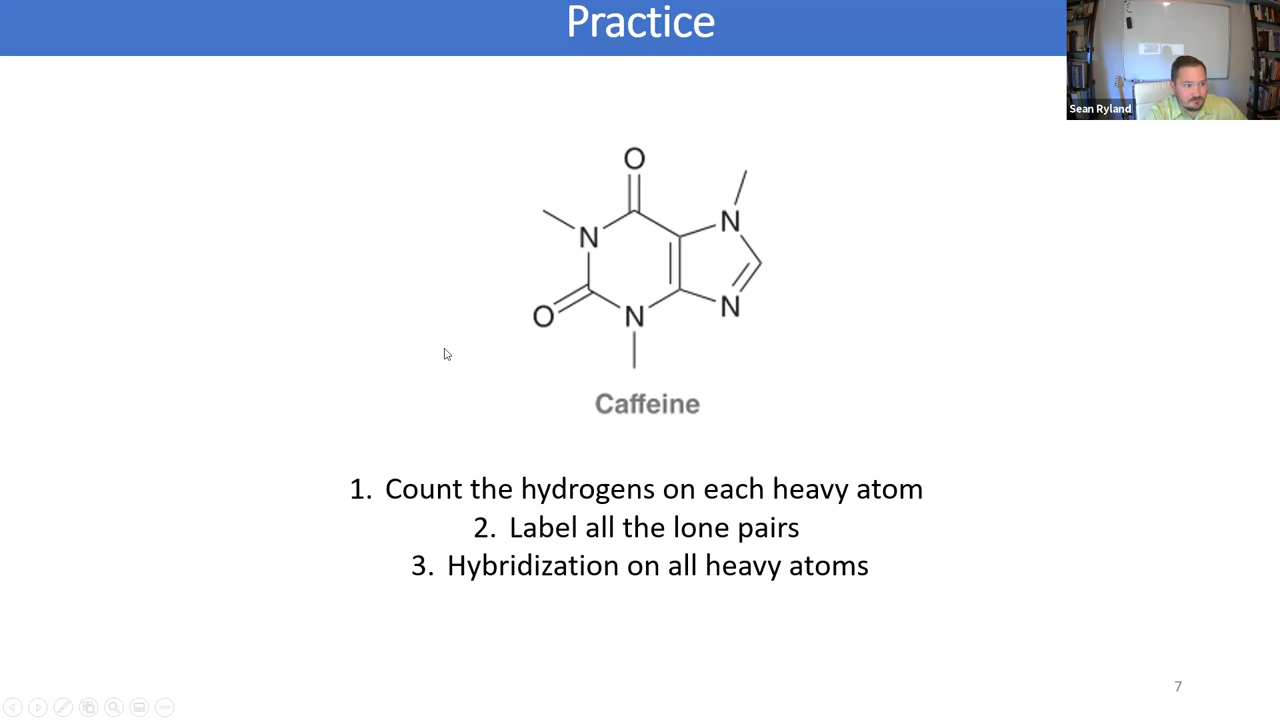 Practice
Sean Ryland
O
N
N
O
N
N
Caffeine
1. Count the hydrogens on each heavy atom
2. Label all the lone pairs
3. Hybridization on all heavy atoms
7